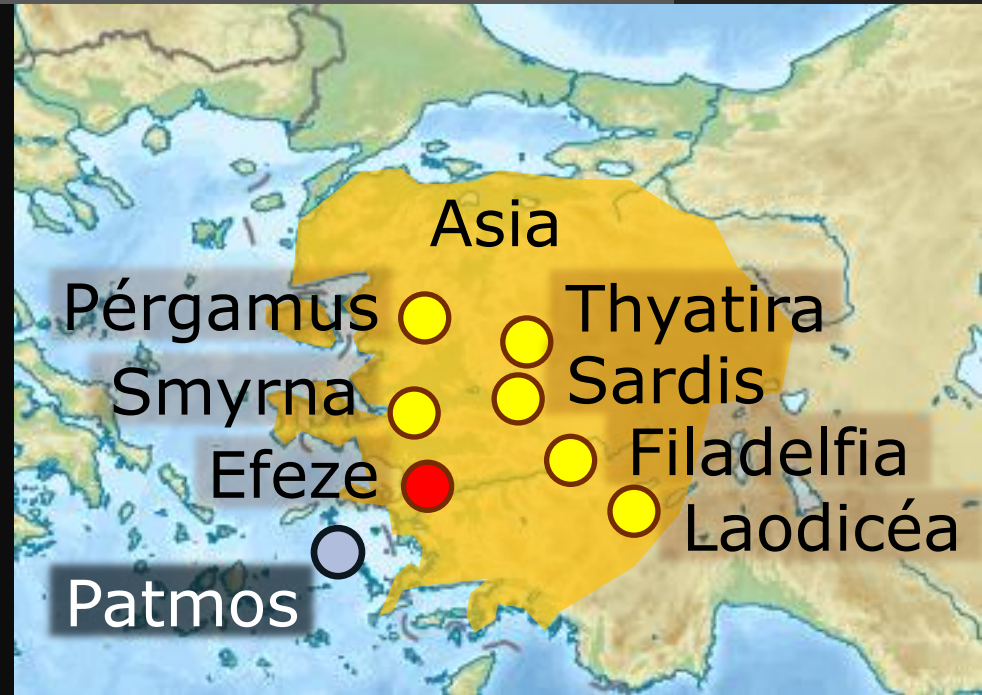 Asia
Pérgamus
Thyatira
Smyrna
Sardis
Efeze
Filadelfia
Laodicéa
Patmos